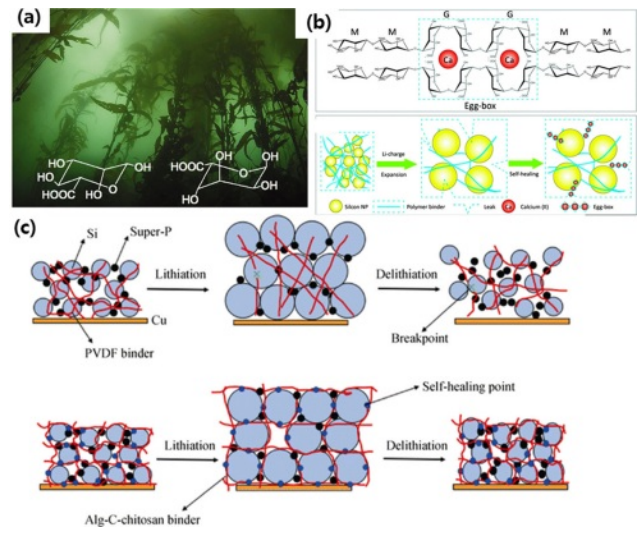 (a)
HO
HO
HOOC
OH
O
OH
HOOC
OH
O
OH
HO
OH
(b)
G G
M M M M
Egg-box
Li-charge
Expansion
Self-healing
Silicon NP Polymer binder Leak Calcium (II) Egg-box
(c)
Si Super-P
Lithiation
Delithiation
Cu
PVDF binder
Breakpoint
Self-healing point
Lithiation
Delithiation
Alg-C-chitosan binder